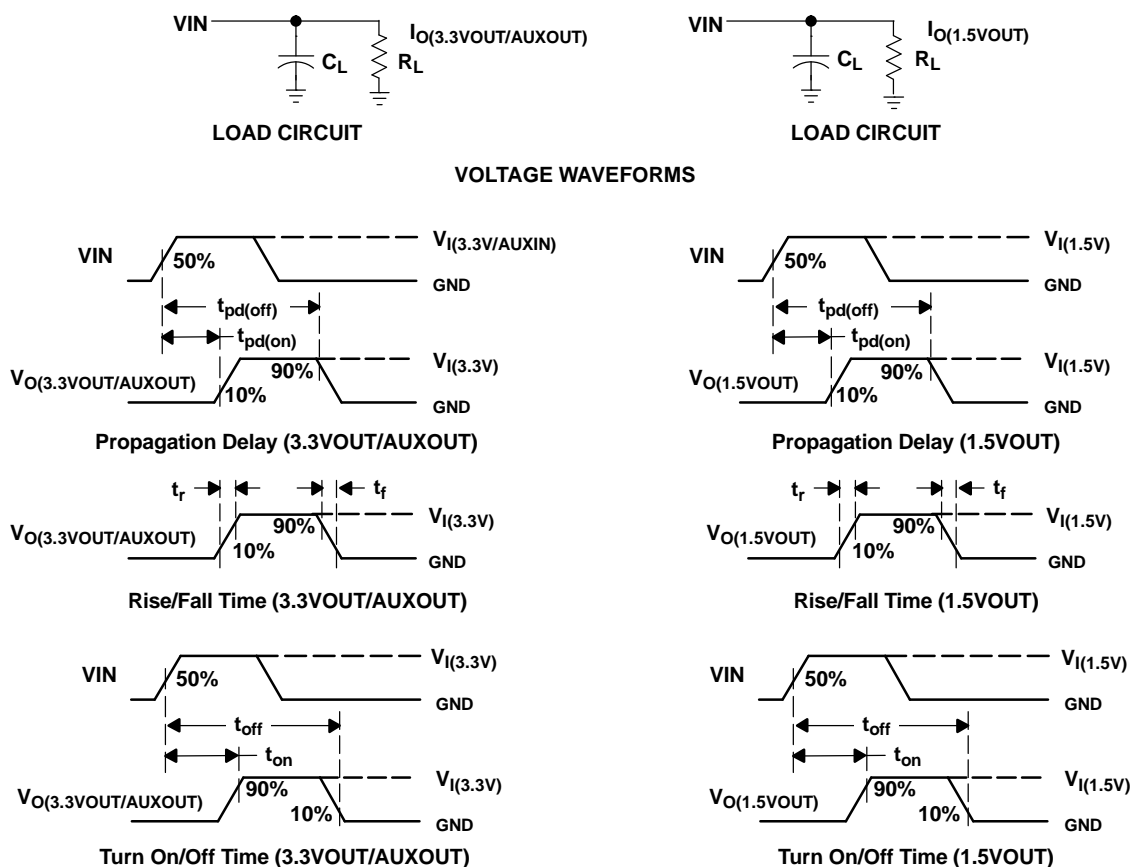 VIN
I_O(3.3VOUT/AUXOUT)
C_L
R_L
LOAD CIRCUIT
VIN
I_O(1.5VOUT)
C_L
R_L
LOAD CIRCUIT
VOLTAGE WAVEFORMS
VIN
50%
V_I(3.3V/AUXIN)
GND
t_pd(off)
t_pd(on)
V_O(3.3VOUT/AUXOUT)
10%
90%
V_I(3.3V)
GND
Propagation Delay (3.3VOUT/AUXOUT)
VIN
50%
V_I(1.5V)
GND
t_pd(off)
t_pd(on)
V_O(1.5VOUT)
10%
90%
V_I(1.5V)
GND
Propagation Delay (1.5VOUT)
t_r
t_f
V_O(3.3VOUT/AUXOUT)
10%
90%
V_I(3.3V)
GND
Rise/Fall Time (3.3VOUT/AUXOUT)
t_r
t_f
V_O(1.5VOUT)
10%
90%
V_I(1.5V)
GND
Rise/Fall Time (1.5VOUT)
VIN
50%
V_I(3.3V)
GND
t_off
t_on
V_O(3.3VOUT/AUXOUT)
90%
10%
V_I(3.3V)
GND
Turn On/Off Time (3.3VOUT/AUXOUT)
VIN
50%
V_I(1.5V)
GND
t_off
t_on
V_O(1.5VOUT)
90%
10%
V_I(1.5V)
GND
Turn On/Off Time (1.5VOUT)